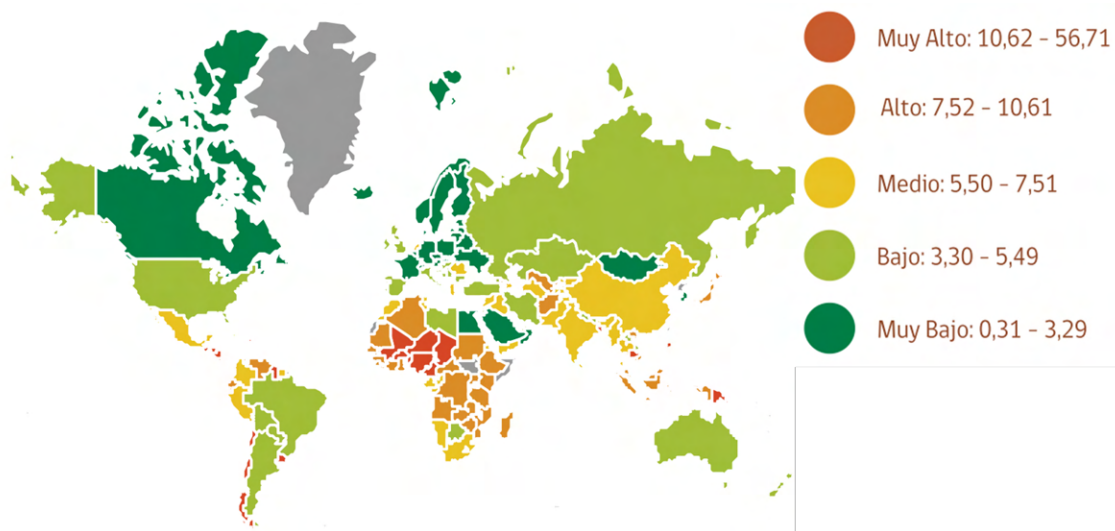 Muy Alto: 10,62 - 56,71
Alto: 7,52 - 10,61
Medio: 5,50 - 7,51
Bajo: 3,30 - 5,49
Muy Bajo: 0,31 - 3,29